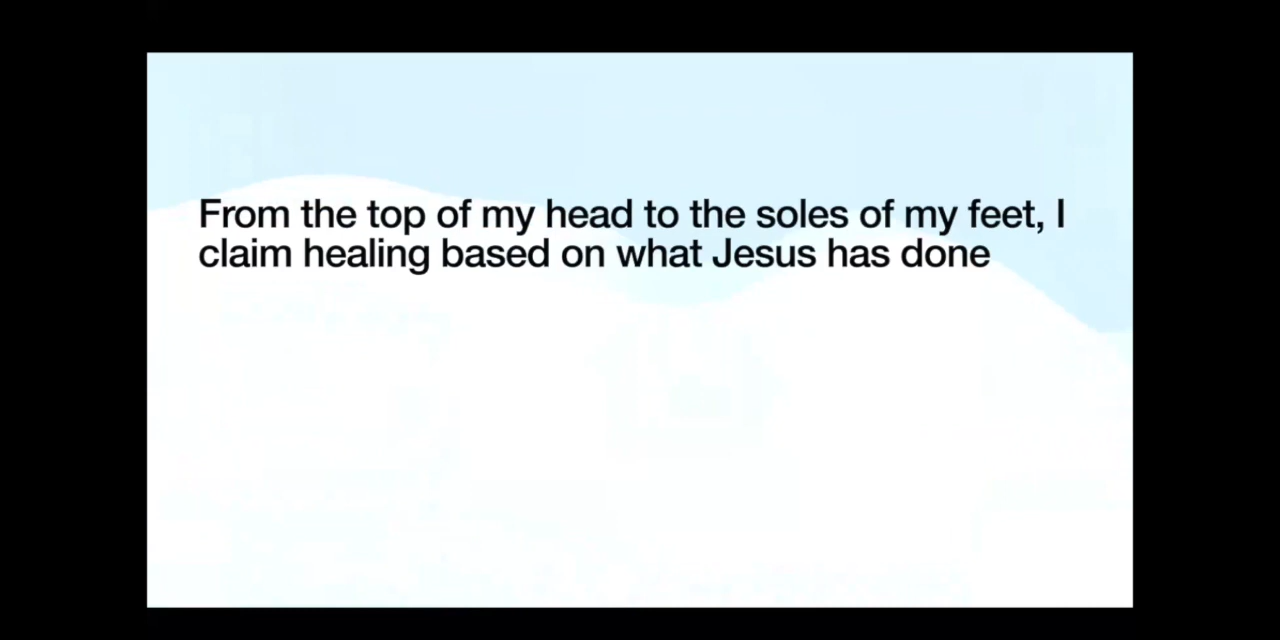 From the top of my head to the soles of my feet, I
claim healing based on what Jesus has done